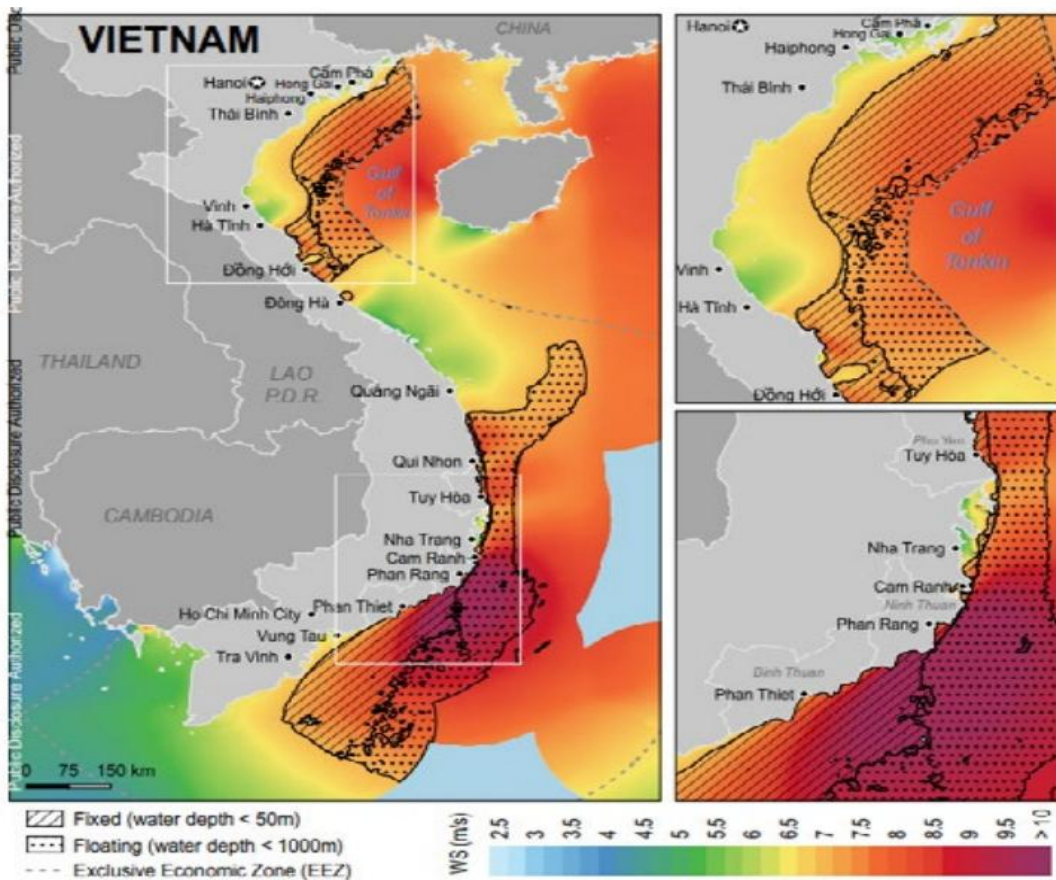 Public Disclosure Authorized
Public Disclosure Authorized
Public Disclosure Authorized
Public Disc
VIETNAM
CHINA
Hanoi
Cẩm Phả
Hong Gai
Haiphong
Thái Bình
Gulf
of
Tonkin
Vinh
Hà Tĩnh
Đồng Hới
Đông Hà
THAILAND
LAO
P.D.R.
Quảng Ngãi
Qui Nhon
Tuy Hòa
CAMBODIA
Nha Trang
Cam Ranh
Phan Rang
Phan Thiet
Ho Chi Minh City
Vung Tau
Tra Vinh
0 75 150 km
Hanoi
Cẩm Phả
Hong Gai
Haiphong
Thái Bình
Gulf
of
Tonkin
Vinh
Hà Tĩnh
Đồng Hới
Phu Yen
Tuy Hòa
Nha Trang
Cam Ranh
Ninh Thuan
Phan Rang
Binh Thuan
Phan Thiet
Fixed (water depth < 50m)
Floating (water depth < 1000m)
Exclusive Economic Zone (EEZ)
WS (m/s)
2.5 3 3.5 4 4.5 5 5.5 6 6.5 7 7.5 8 8.5 9 9.5 > 10